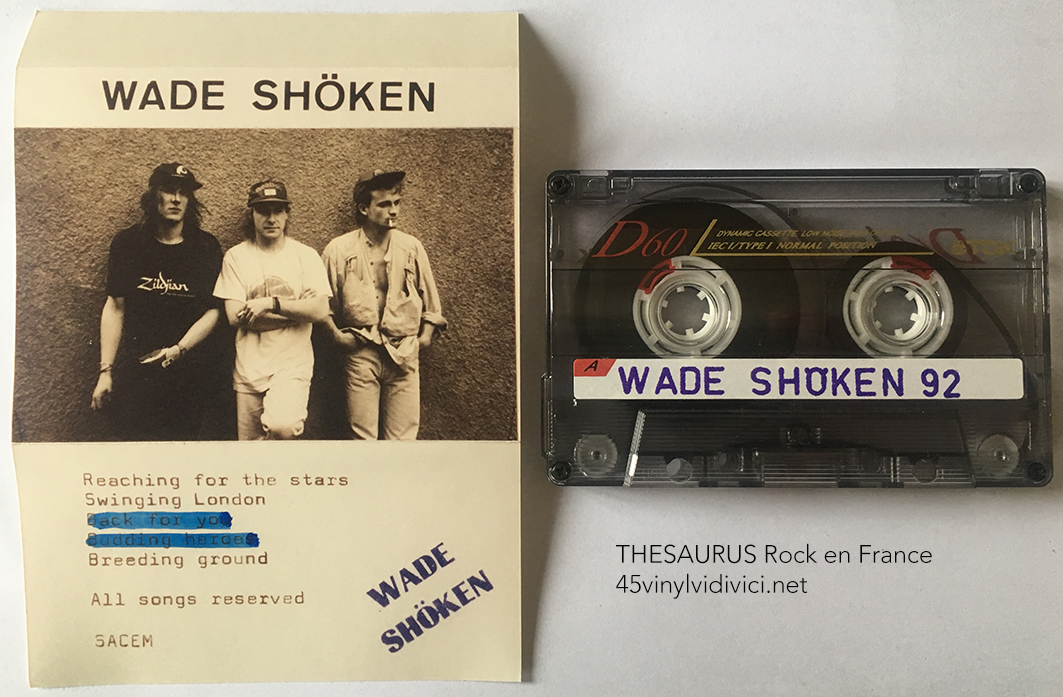 WADE SHÖKEN
Zildjian
Reaching for the stars
Swinging London
Back for you
Budding heroes
Breeding ground
All songs reserved
SACEM
WADE
SHÖKEN
D60
DYNAMIC CASSETTE, LOW NOISE
IEC I/TYPE I NORMAL POSITION
A
WADE SHÖKEN 92
THESAURUS Rock en France
45vinylvidivici.net